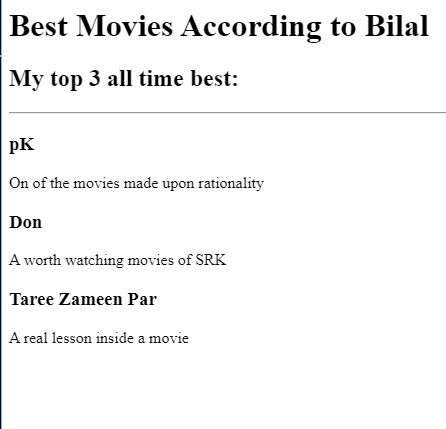 Best Movies According to Bilal
My top 3 all time best:
pK
On of the movies made upon rationality
Don
A worth watching movies of SRK
Taree Zameen Par
A real lesson inside a movie